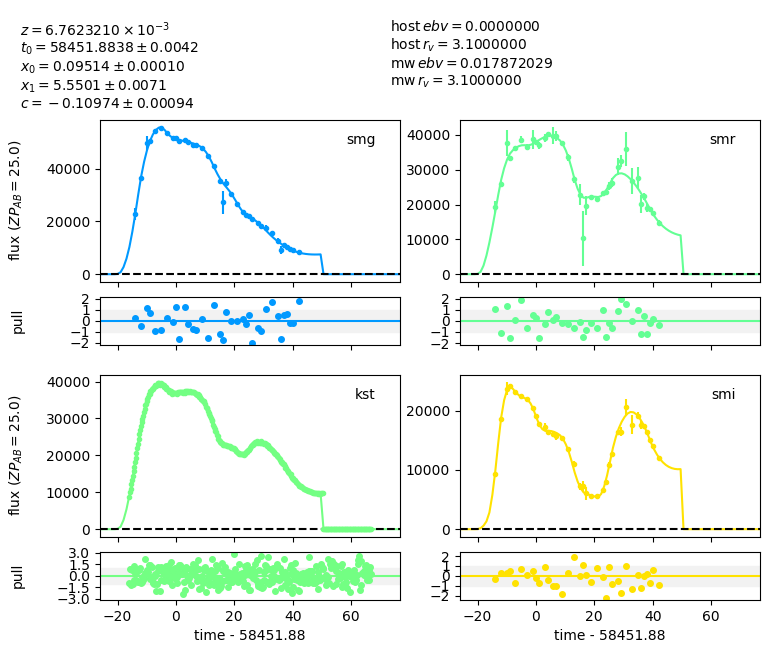 z = 6.7623210 × 10⁻³
t₀ = 58451.8838 ± 0.0042
x₀ = 0.09514 ± 0.00010
x₁ = 5.5501 ± 0.0071
c = −0.10974 ± 0.00094
host ebv = 0.0000000
host r_v = 3.1000000
mw ebv = 0.017872029
mw r_v = 3.1000000
flux (ZP_AB = 25.0)
40000
20000
0
smg
40000
30000
20000
10000
0
smr
pull
2
1
0
−1
−2
2
1
0
−1
−2
flux (ZP_AB = 25.0)
40000
30000
20000
10000
0
kst
20000
10000
0
smi
pull
3.0
1.5
0.0
−1.5
−3.0
2
1
0
−1
−2
−20 0 20 40 60
−20 0 20 40 60
time - 58451.88
time - 58451.88